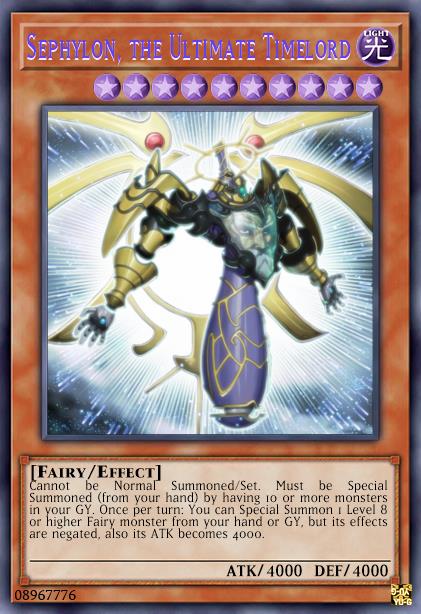 Sephylon, the Ultimate Timelord
LIGHT
光
[Fairy/Effect]
Cannot be Normal Summoned/Set. Must be Special
Summoned (from your hand) by having 10 or more monsters
in your GY. Once per turn: You can Special Summon 1 Level 8
or higher Fairy monster from your hand or GY, but its effects
are negated, also its ATK becomes 4000.
ATK/4000 DEF/4000
08967776